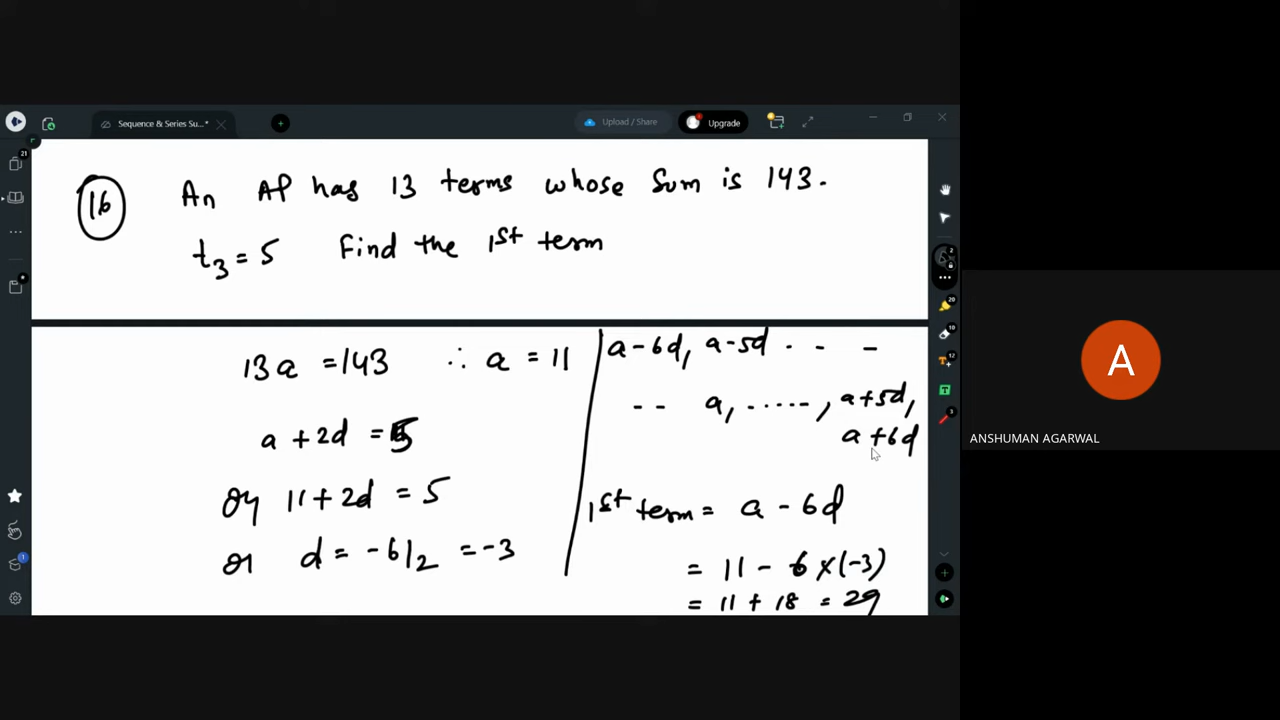 Sequence & Series Su...*
Upload / Share
Upgrade
16 An AP has 13 terms whose Sum is 143.
t3 = 5 Find the 1st term
13a = 143 ∴ a = 11
a + 2d = 5
or 11 + 2d = 5
or d = -6/2 = -3
a - 6d, a - 5d . - -
- - a, ......, a + 5d,
a + 6d
1st term = a - 6d
= 11 - 6 × (-3)
= 11 + 18 = 29
A
ANSHUMAN AGARWAL